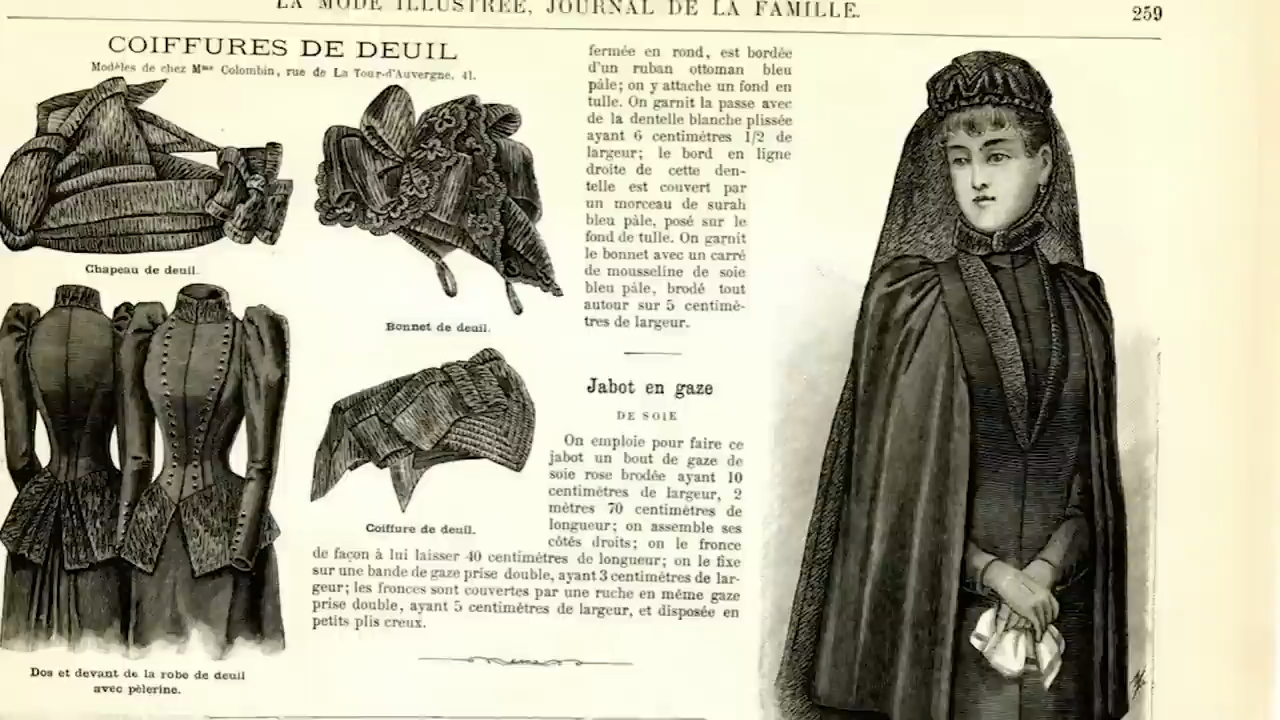 LA MODE ILLUSTRÉE, JOURNAL DE LA FAMILLE.
259
COIFFURES DE DEUIL
Modèles de chez Mme Colombin, rue de La Tour-d'Auvergne, 41.
Chapeau de deuil.
Bonnet de deuil.
Coiffure de deuil.
Dos et devant de la robe de deuil
avec pèlerine.
fermée en rond, est bordée
d'un ruban ottoman bleu
pâle; on y attache un fond en
tulle. On garnit la passe avec
de la dentelle blanche plissée
ayant 6 centimètres 1/2 de
largeur; le bord en ligne
droite de cette den-
telle est couvert par
un morceau de surah
bleu pâle, posé sur le
fond de tulle. On garnit
le bonnet avec un carré
de mousseline de soie
bleu pâle, brodé tout
autour sur 5 centimè-
tres de largeur.
Jabot en gaze
DE SOIE
On emploie pour faire ce
jabot un bout de gaze de
soie rose brodée ayant 10
centimètres de largeur, 2
mètres 70 centimètres de
longueur; on assemble ses
côtés droits; on le fronce
de façon à lui laisser 40 centimètres de longueur; on le fixe
sur une bande de gaze prise double, ayant 3 centimètres de lar-
geur; les fronces sont couvertes par une ruche en même gaze
prise double, ayant 5 centimètres de largeur, et disposée en
petits plis creux.